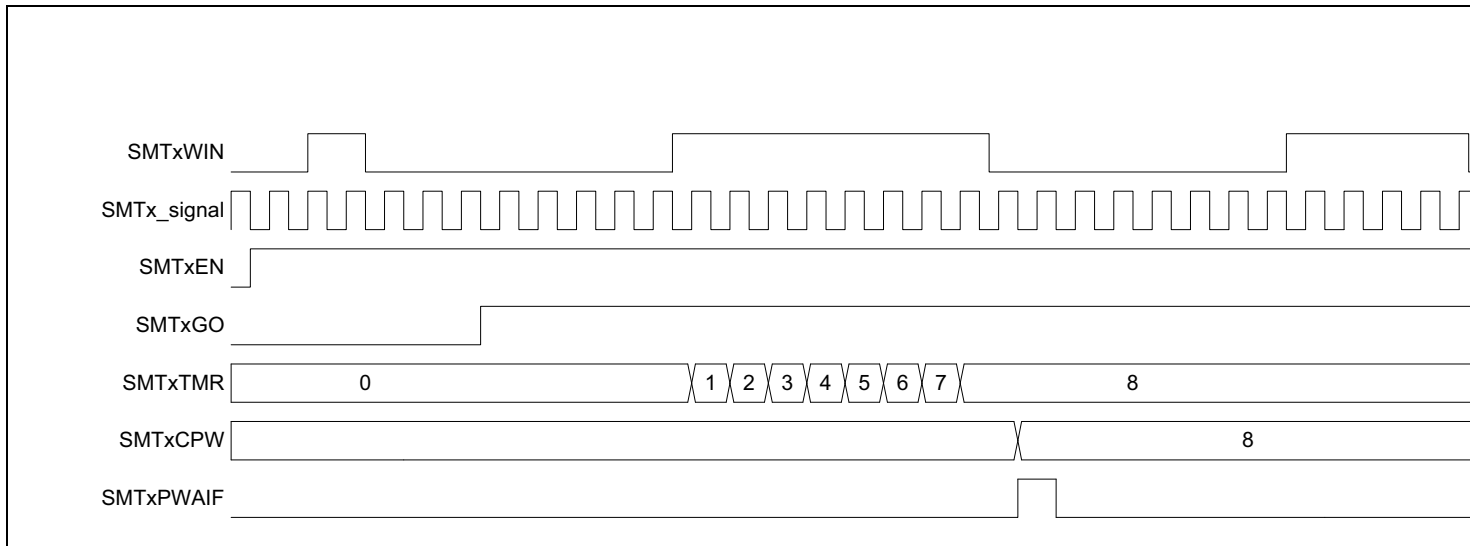 SMTxWIN
SMTx_signal
SMTxEN
SMTxGO
SMTxTMR 0 1 2 3 4 5 6 7 8
SMTxCPW 8
SMTxPWAIF